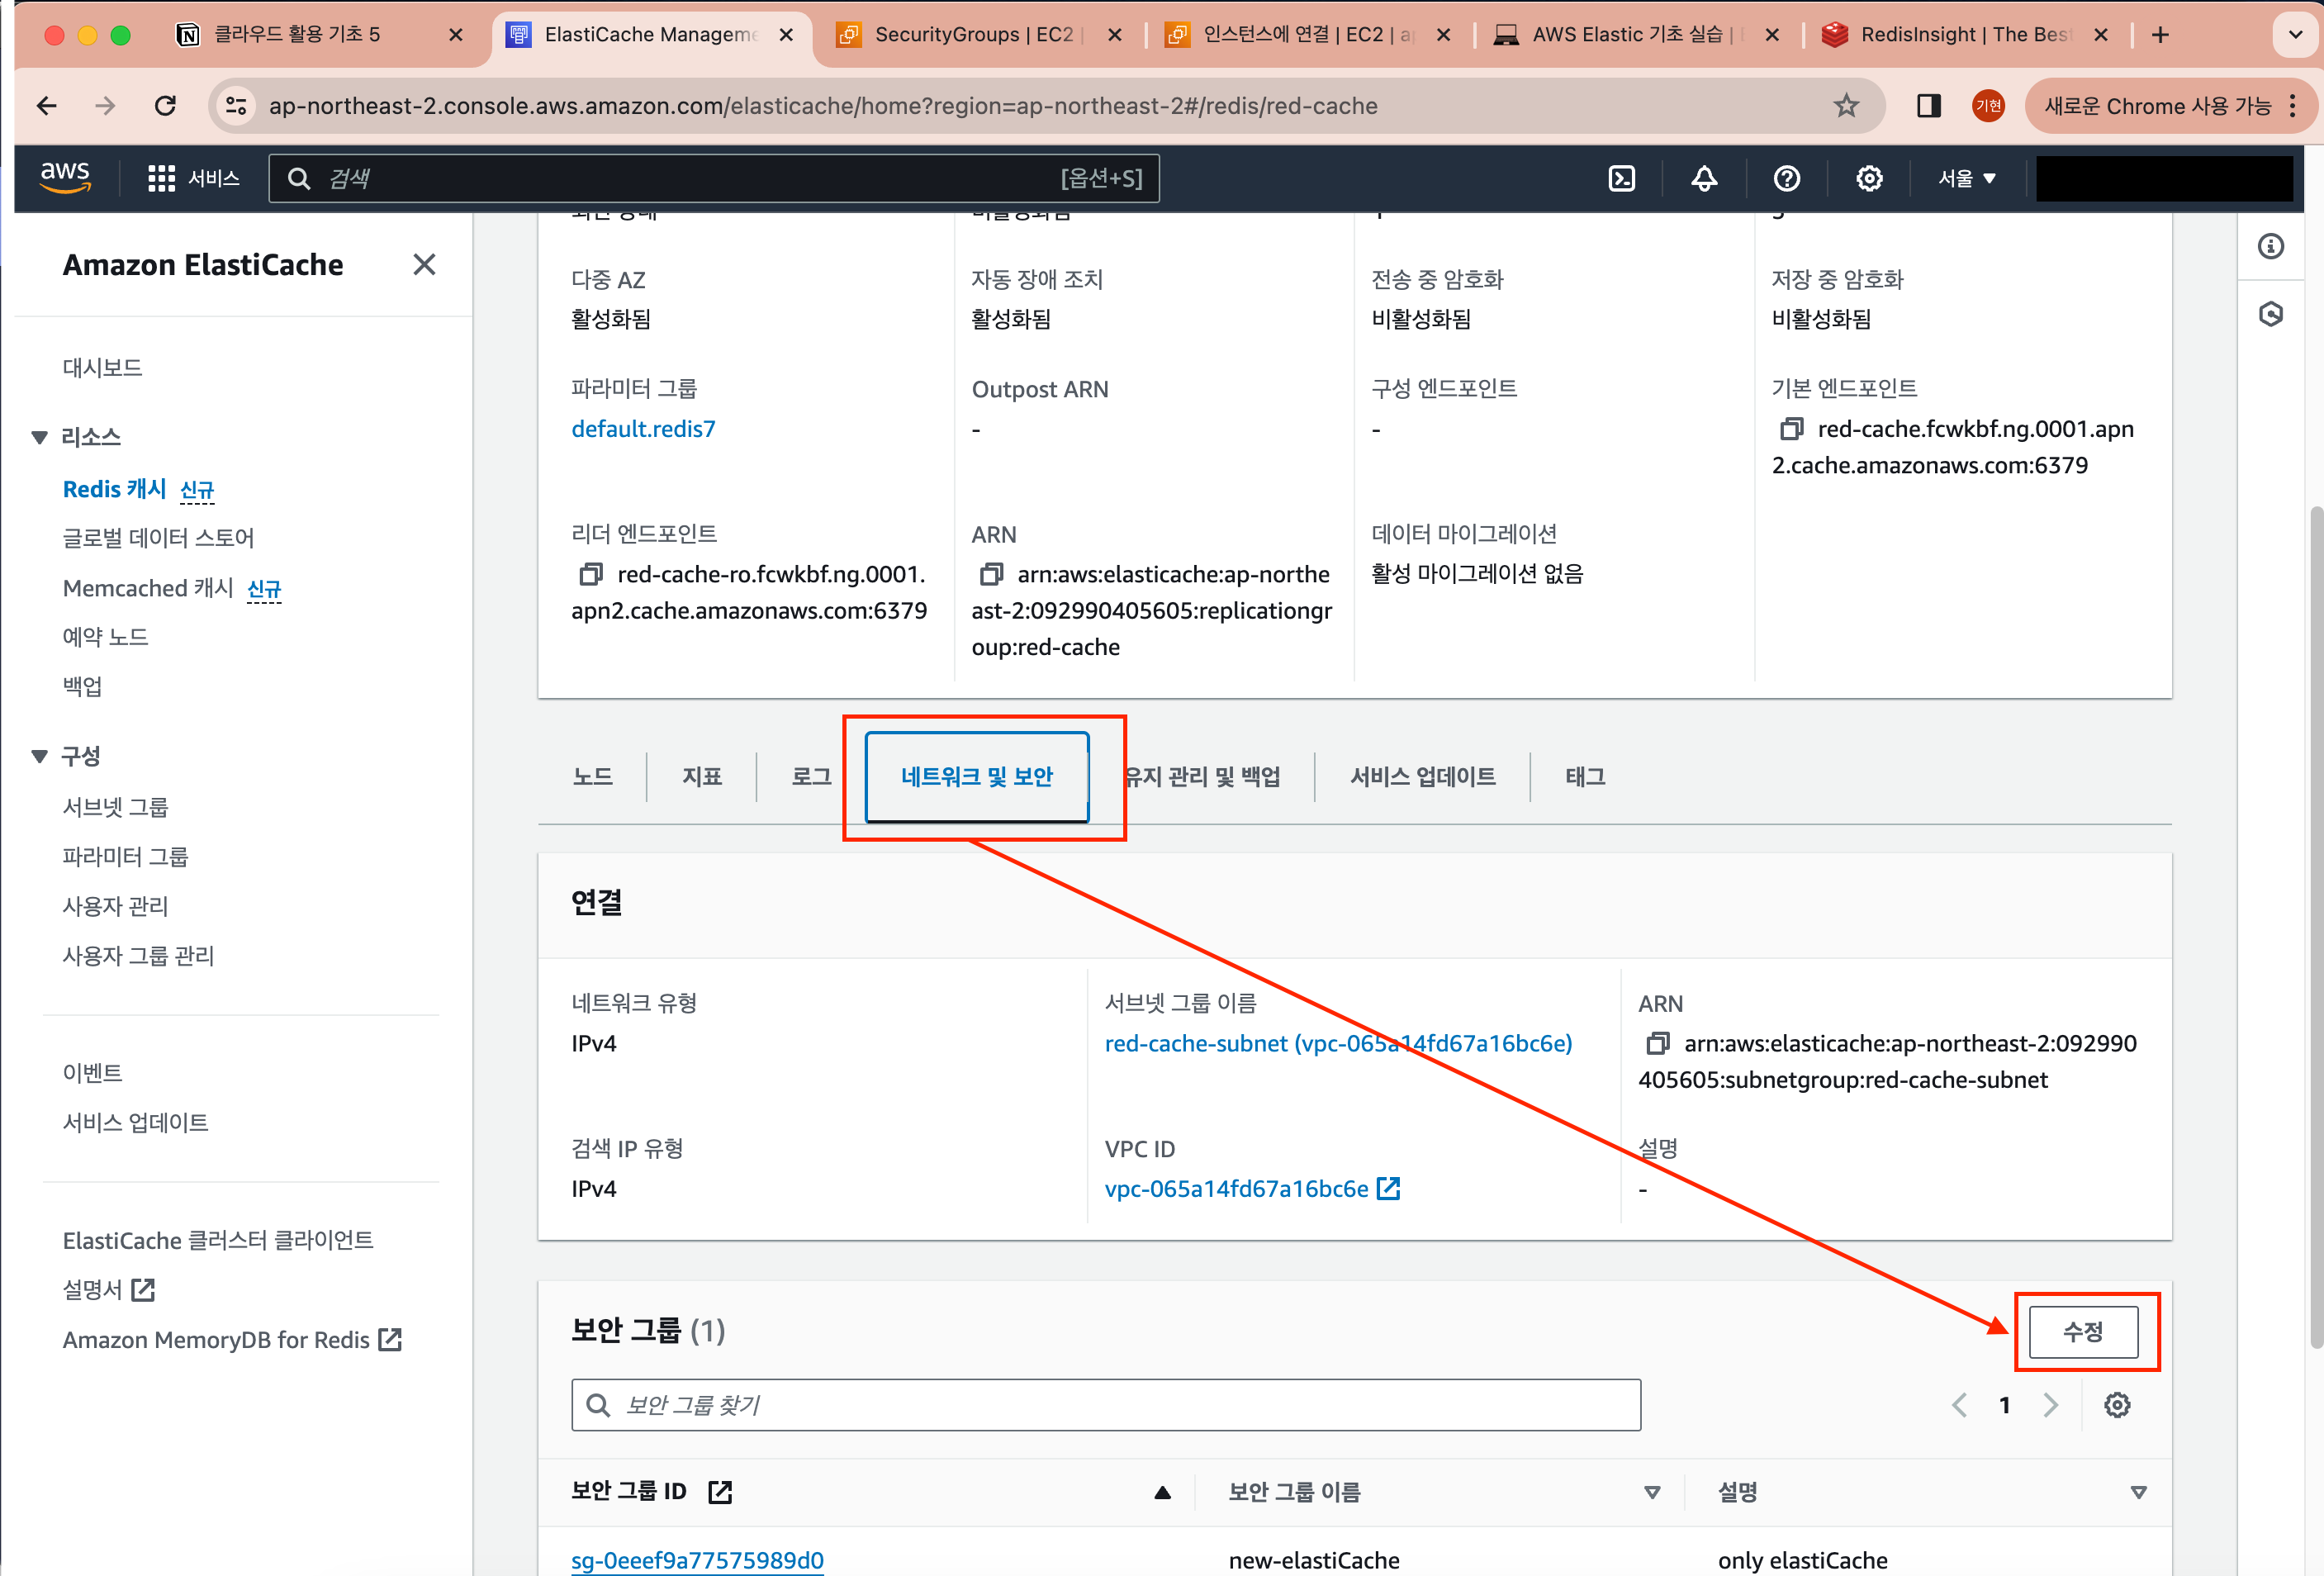 클라우드 활용 기초 5
ElastiCache Manageme
SecurityGroups | EC2 |
인스턴스에 연결 | EC2 | a
AWS Elastic 기초 실습 |
RedisInsight | The Bes
ap-northeast-2.console.aws.amazon.com/elasticache/home?region=ap-northeast-2#/redis/red-cache
기현
새로운 Chrome 사용 가능
aws
서비스
검색
[옵션+S]
서울
Amazon ElastiCache
대시보드
리소스
Redis 캐시 신규
글로벌 데이터 스토어
Memcached 캐시 신규
예약 노드
백업
구성
서브넷 그룹
파라미터 그룹
사용자 관리
사용자 그룹 관리
이벤트
서비스 업데이트
ElastiCache 클러스터 클라이언트
설명서
Amazon MemoryDB for Redis
비활성화됨
다중 AZ
활성화됨
자동 장애 조치
활성화됨
전송 중 암호화
비활성화됨
저장 중 암호화
비활성화됨
파라미터 그룹
default.redis7
Outpost ARN
-
구성 엔드포인트
-
기본 엔드포인트
red-cache.fcwkbf.ng.0001.apn
2.cache.amazonaws.com:6379
리더 엔드포인트
red-cache-ro.fcwkbf.ng.0001.
apn2.cache.amazonaws.com:6379
ARN
arn:aws:elasticache:ap-northe
ast-2:092990405605:replicationgr
oup:red-cache
데이터 마이그레이션
활성 마이그레이션 없음
노드
지표
로그
네트워크 및 보안
유지 관리 및 백업
서비스 업데이트
태그
연결
네트워크 유형
IPv4
서브넷 그룹 이름
red-cache-subnet (vpc-065a14fd67a16bc6e)
ARN
arn:aws:elasticache:ap-northeast-2:092990
405605:subnetgroup:red-cache-subnet
검색 IP 유형
IPv4
VPC ID
vpc-065a14fd67a16bc6e
설명
-
보안 그룹 (1)
수정
보안 그룹 찾기
1
보안 그룹 ID
보안 그룹 이름
설명
sg-0eeef9a77575989d0
new-elastiCache
only elastiCache